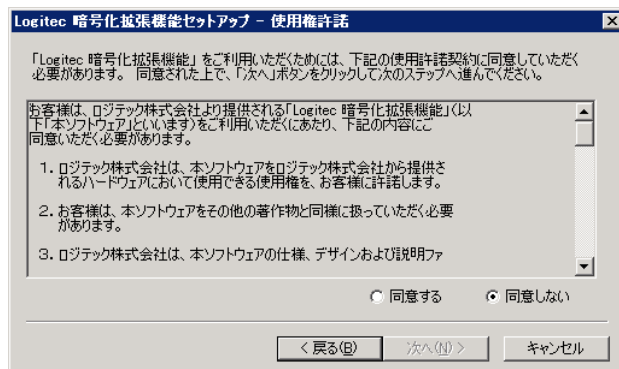 Logitec 暗号化拡張機能セットアップ - 使用権許諾
「Logitec 暗号化拡張機能」をご利用いただくためには、下記の使用許諾契約に同意していただく
必要があります。 同意された上で、「次へ」ボタンをクリックして次のステップへ進んでください。
お客様は、ロジテック株式会社より提供される「Logitec 暗号化拡張機能」(以
下「本ソフトウェア」といいます)をご利用いただくにあたり、下記の内容にご
同意いただく必要があります。
1. ロジテック株式会社は、本ソフトウェアをロジテック株式会社から提供さ
れるハードウェアにおいて使用できる使用権を、お客様に許諾します。
2. お客様は、本ソフトウェアをその他の著作物と同様に扱っていただく必要
があります。
3. ロジテック株式会社は、本ソフトウェアの仕様、デザインおよび説明ファ
同意する 同意しない
< 戻る(B) 次へ(N) > キャンセル